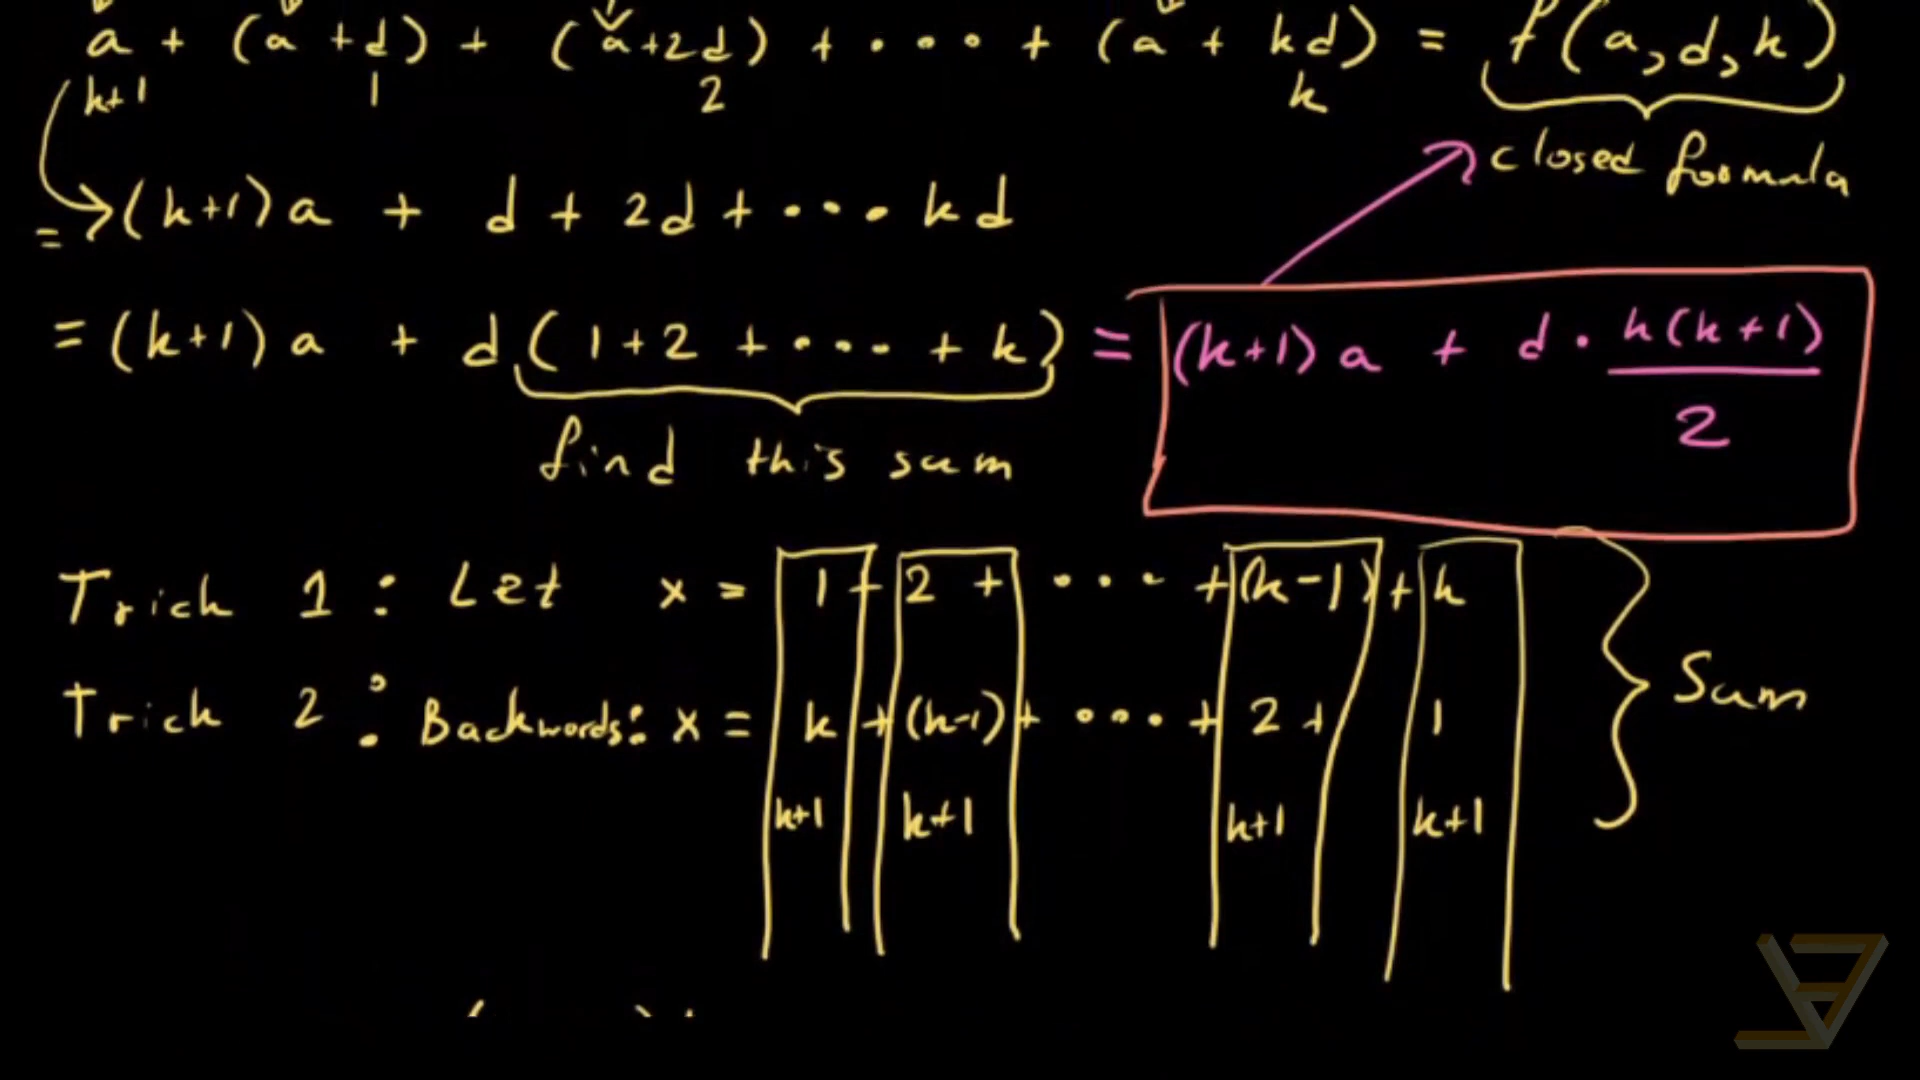 a + (a + d) + (a+2d) + • • • + (a + kd) = f(a,d,k)
k+1 1 2 k
closed formula
= (k+1)a + d + 2d + • • • kd
= (k+1)a + d(1+2 + • • • + k) = (k+1)a + d · k(k+1)/2
find this sum
Trick 1: Let x = 1 + 2 + • • • + (k-1) + k
Trick 2: Backwords: x = k + (k-1) + • • • + 2 + 1
Sum
k+1 k+1 k+1 k+1